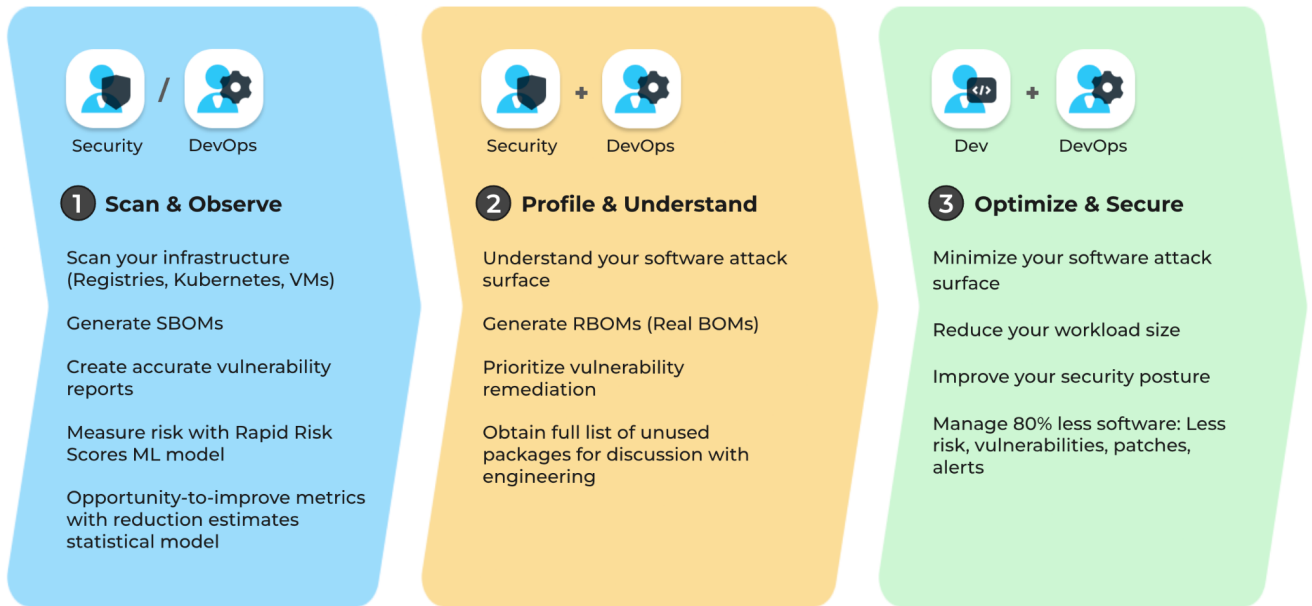 Security / DevOps
1 Scan & Observe
Scan your infrastructure
(Registries, Kubernetes, VMs)
Generate SBOMs
Create accurate vulnerability
reports
Measure risk with Rapid Risk
Scores ML model
Opportunity-to-improve metrics
with reduction estimates
statistical model
Security + DevOps
2 Profile & Understand
Understand your software attack
surface
Generate RBOMs (Real BOMs)
Prioritize vulnerability
remediation
Obtain full list of unused
packages for discussion with
engineering
Dev + DevOps
</> 
3 Optimize & Secure
Minimize your software attack
surface
Reduce your workload size
Improve your security posture
Manage 80% less software: Less
risk, vulnerabilities, patches,
alerts